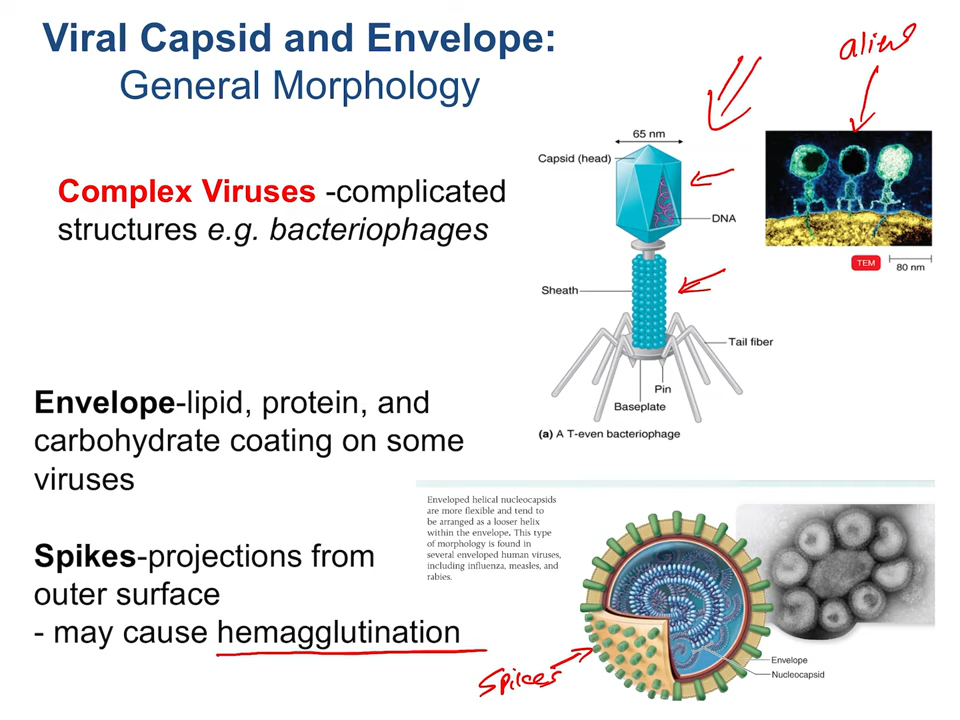 Viral Capsid and Envelope:
General Morphology
aliens
Complex Viruses -complicated
structures e.g. bacteriophages
65 nm
Capsid (head)
DNA
Sheath
Tail fiber
Pin
Baseplate
(a) A T-even bacteriophage
TEM
80 nm
Envelope-lipid, protein, and
carbohydrate coating on some
viruses
Spikes-projections from
outer surface
- may cause hemagglutination
Enveloped helical nucleocapsids
are more flexible and tend to
be arranged as a looser helix
within the envelope. This type
of morphology is found in
several enveloped human viruses,
including influenza, measles, and
rabies.
Envelope
Nucleocapsid
Spikes